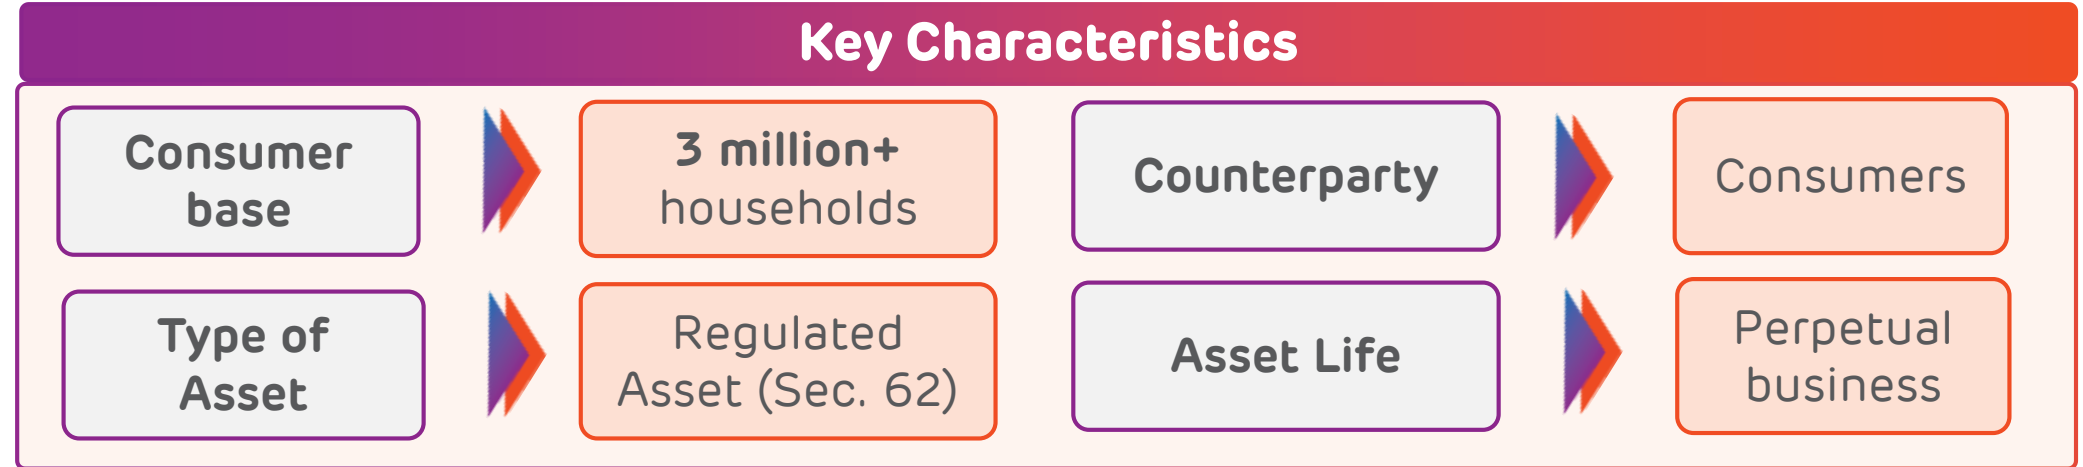 Key Characteristics
Consumer
base
3 million+
households
Counterparty
Consumers
Type of
Asset
Regulated
Asset (Sec. 62)
Asset Life
Perpetual
business